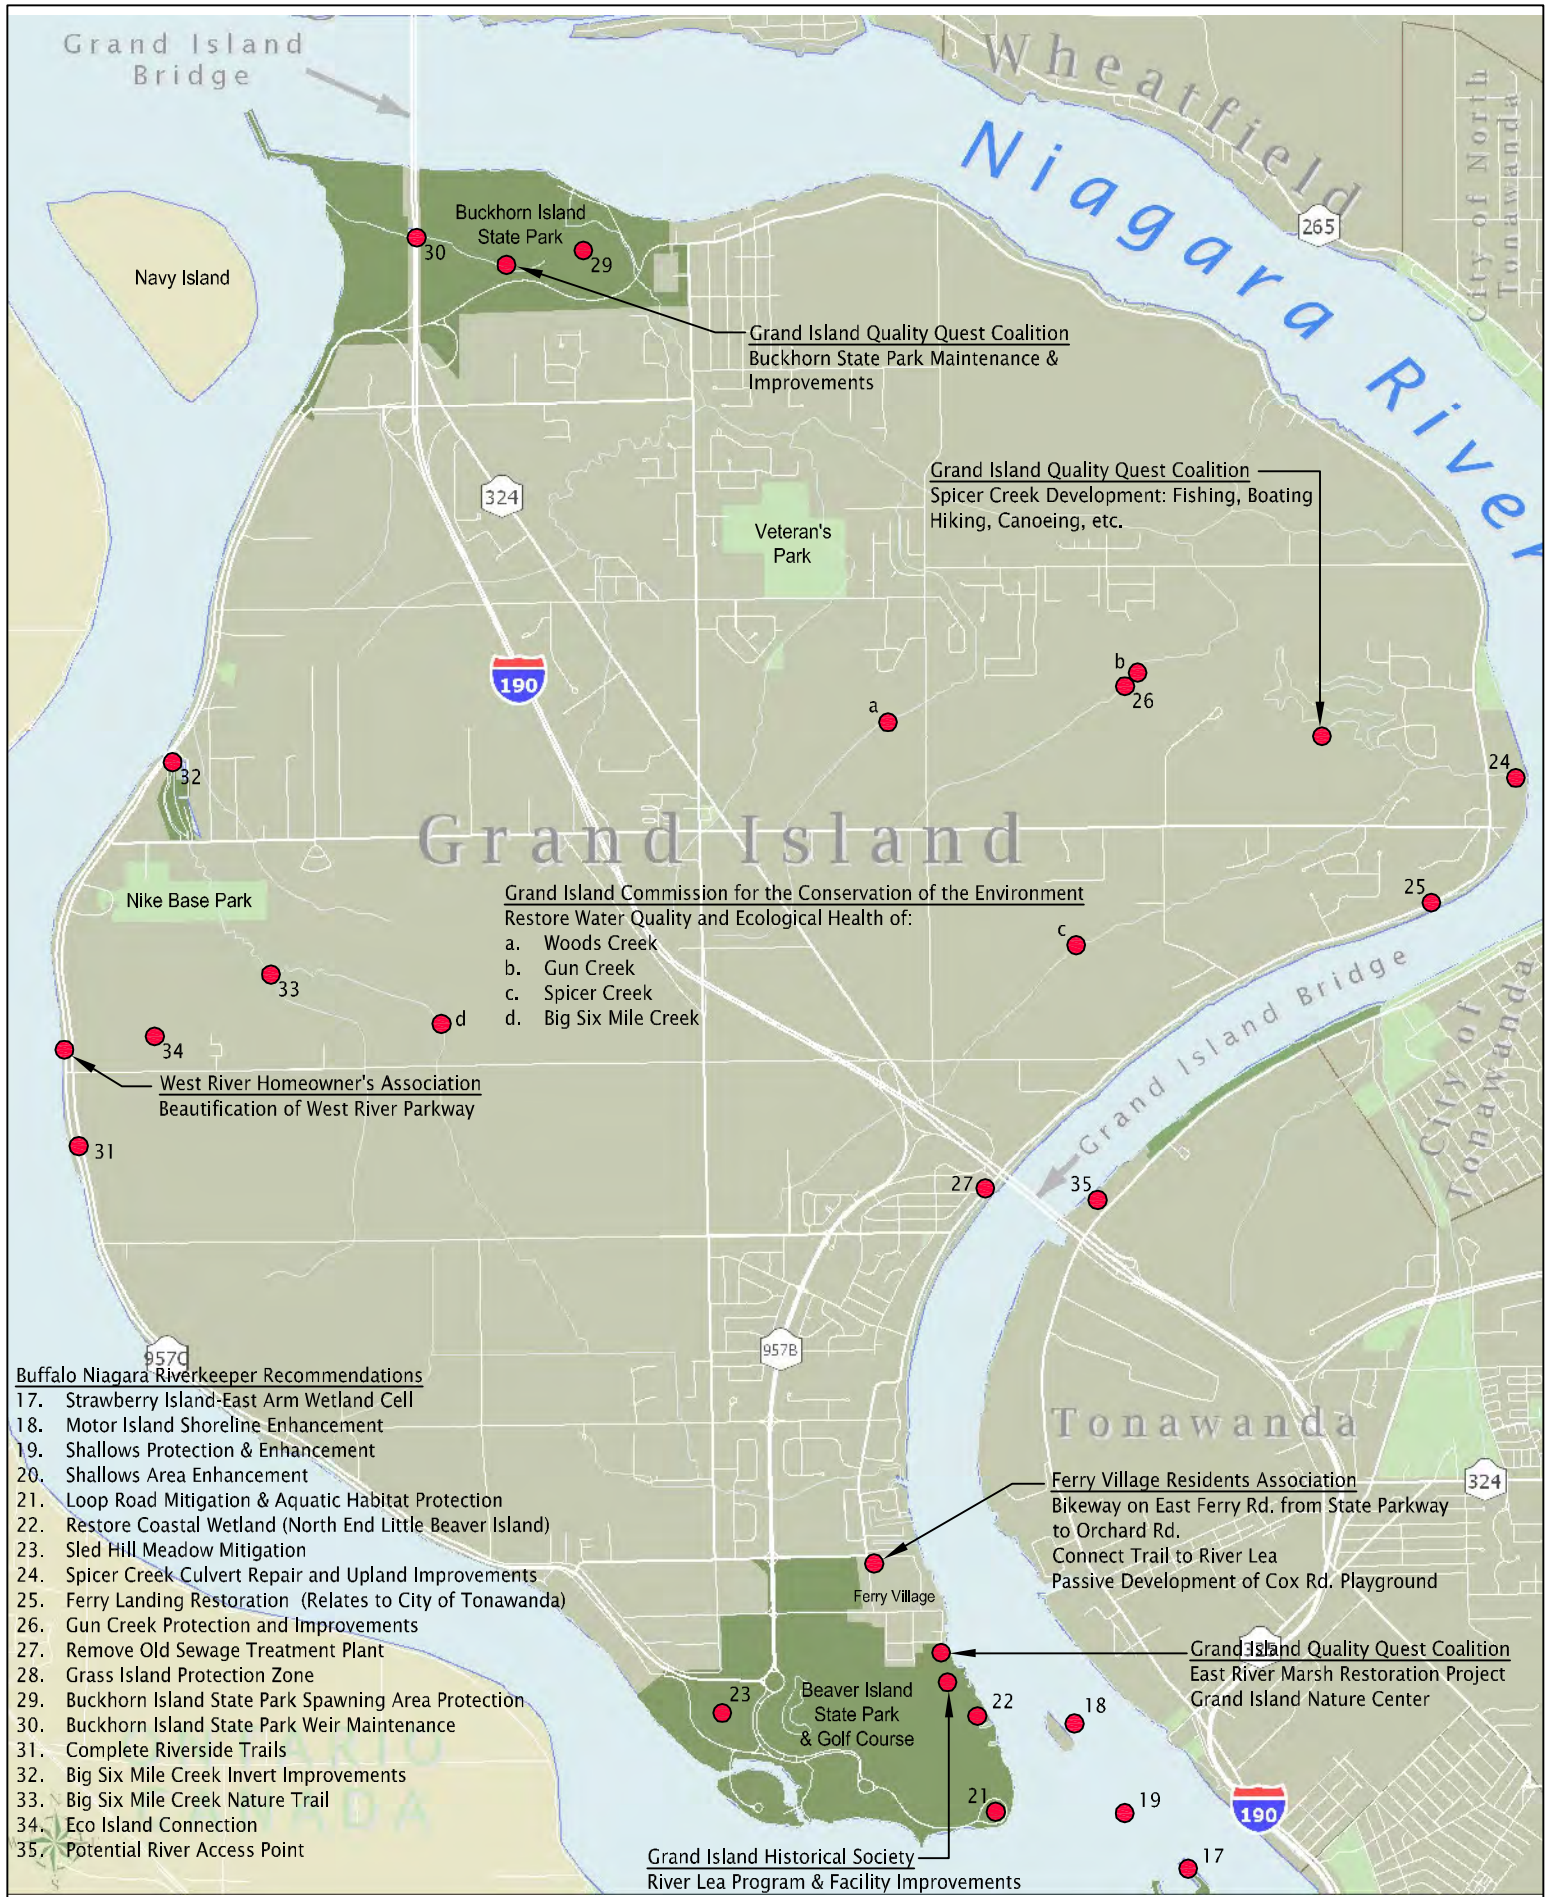 Grand Island
Bridge
Wheatfield
Niagara River
City of North
Tonawanda
265
Buckhorn Island
State Park
30
29
Navy Island
Grand Island Quality Quest Coalition
Buckhorn State Park Maintenance &
Improvements
Grand Island Quality Quest Coalition
Spicer Creek Development: Fishing, Boating
Hiking, Canoeing, etc.
324
Veteran's
Park
190
b
26
a
32
24
Grand Island
Nike Base Park
25
Grand Island Commission for the Conservation of the Environment
Restore Water Quality and Ecological Health of:
a. Woods Creek
b. Gun Creek
c. Spicer Creek
d. Big Six Mile Creek
c
33
d
34
Grand Island Bridge
City of
Tonawanda
West River Homeowner's Association
Beautification of West River Parkway
31
27
35
957C
957B
Buffalo Niagara Riverkeeper Recommendations
17. Strawberry Island-East Arm Wetland Cell
18. Motor Island Shoreline Enhancement
19. Shallows Protection & Enhancement
20. Shallows Area Enhancement
21. Loop Road Mitigation & Aquatic Habitat Protection
22. Restore Coastal Wetland (North End Little Beaver Island)
23. Sled Hill Meadow Mitigation
24. Spicer Creek Culvert Repair and Upland Improvements
25. Ferry Landing Restoration (Relates to City of Tonawanda)
26. Gun Creek Protection and Improvements
27. Remove Old Sewage Treatment Plant
28. Grass Island Protection Zone
29. Buckhorn Island State Park Spawning Area Protection
30. Buckhorn Island State Park Weir Maintenance
31. Complete Riverside Trails
32. Big Six Mile Creek Invert Improvements
33. Big Six Mile Creek Nature Trail
34. Eco Island Connection
35. Potential River Access Point
ONTARIO
CANADA
N
S
Tonawanda
324
Ferry Village Residents Association
Bikeway on East Ferry Rd. from State Parkway
to Orchard Rd.
Connect Trail to River Lea
Passive Development of Cox Rd. Playground
Ferry Village
325
Grand Island Quality Quest Coalition
East River Marsh Restoration Project
Grand Island Nature Center
23
Beaver Island
State Park
& Golf Course
22
18
21
19
190
17
Grand Island Historical Society
River Lea Program & Facility Improvements